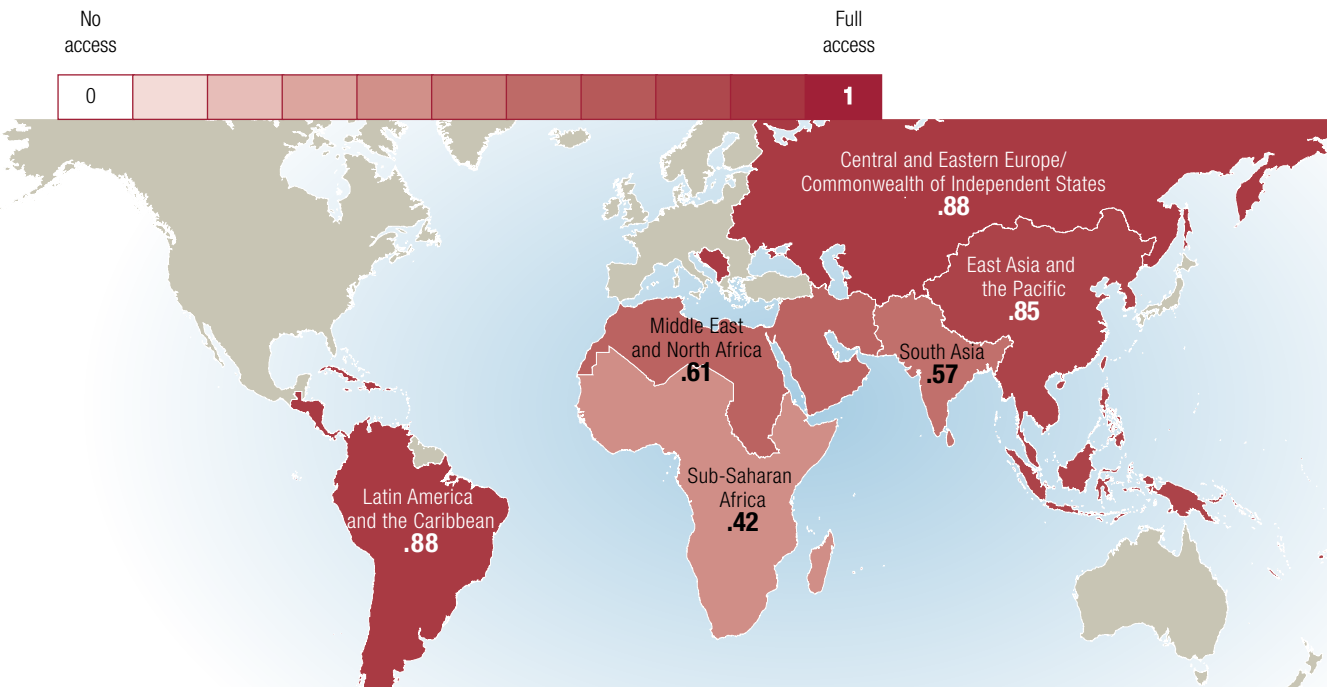 No
access
Full
access
0
1
Central and Eastern Europe/
Commonwealth of Independent States
.88
East Asia and
the Pacific
.85
Middle East
and North Africa
.61
South Asia
.57
Sub-Saharan
Africa
.42
Latin America
and the Caribbean
.88